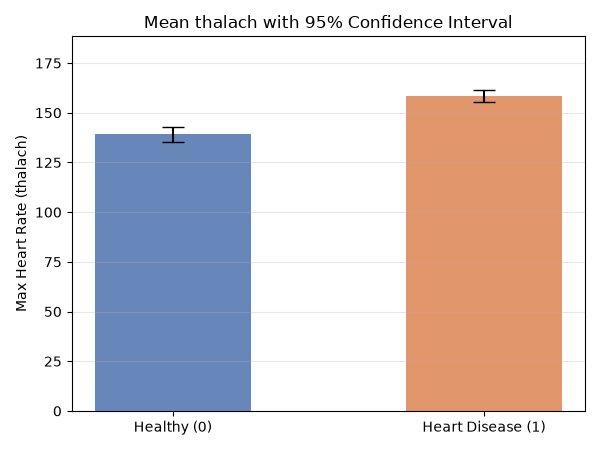 Mean thalach with 95% Confidence Interval
Max Heart Rate (thalach)
175
150
125
100
75
50
25
0
Healthy (0)
Heart Disease (1)